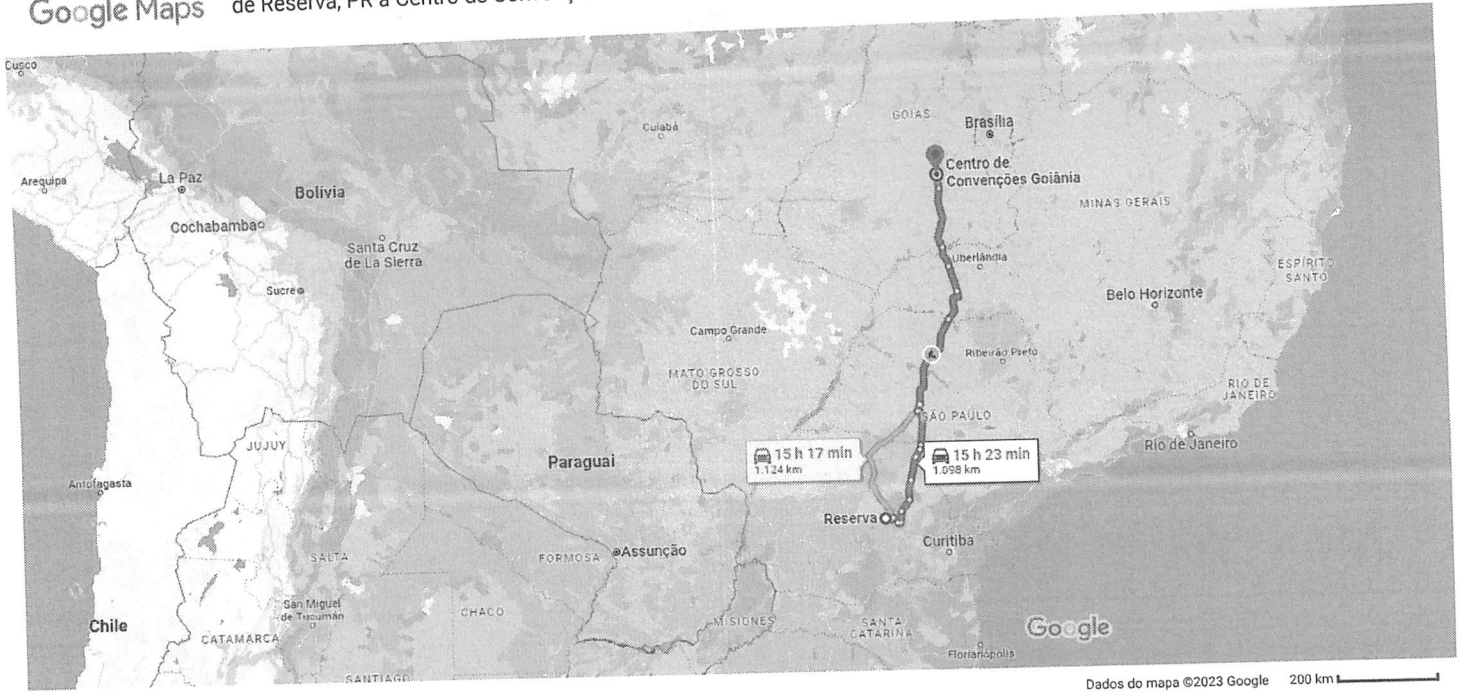 Google Maps
de Reserva, PR a Centro de
Cusco
Cuiabá
GOIÁS
Brasília
Centro de
Convenções Goiânia
Arequipa
La Paz
Bolívia
MINAS GERAIS
Cochabamba
Santa Cruz
de La Sierra
Uberlândia
ESPÍRITO
SANTO
Sucre
Belo Horizonte
Campo Grande
Ribeirão Preto
MATO GROSSO
DO SUL
RIO DE
JANEIRO
SÃO PAULO
JUJUY
Rio de Janeiro
15 h 17 min
1.124 km
15 h 23 min
1.098 km
Paraguai
Antofagasta
Reserva
Curitiba
SALTA
FORMOSA
Assunção
San Miguel
de Tucumán
CHACO
MISIONES
SANTA
CATARINA
Chile
CATAMARCA
Google
Florianópolis
SANTIAGO
Dados do mapa ©2023 Google 200 km